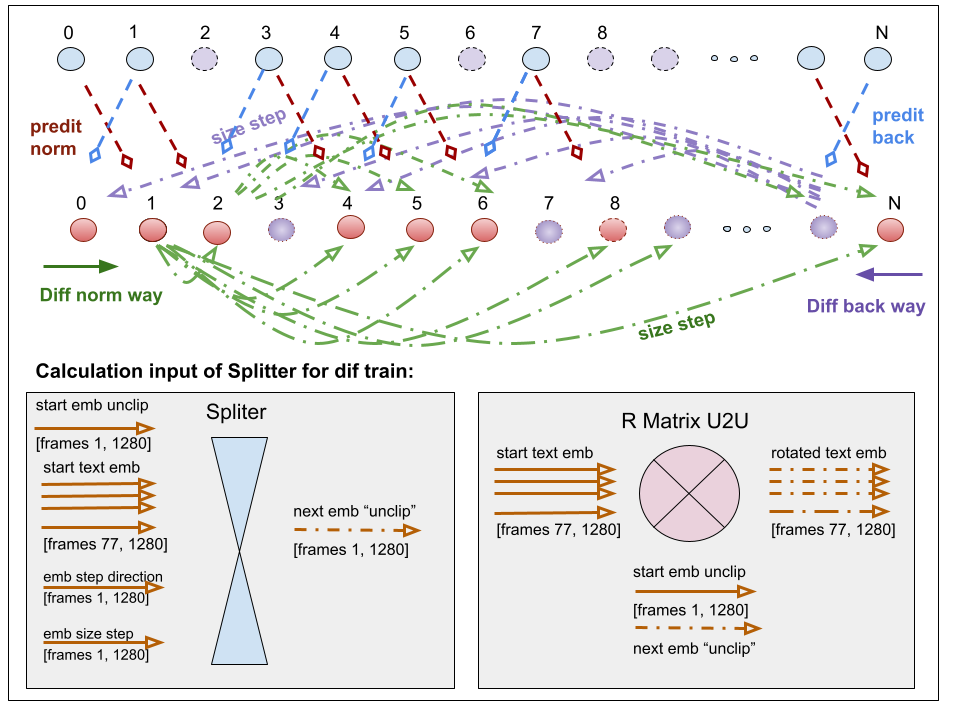 0 1 2 3 4 5 6 7 8 N
predit
norm
size step
predit
back
0 1 2 3 4 5 6 7 8 N
Diff norm way
Diff back way
size step
Calculation input of Splitter for dif train:
start emb unclip
[frames 1, 1280]
start text emb
[frames 77, 1280]
emb step direction
[frames 1, 1280]
emb size step
[frames 1, 1280]
Spliter
next emb “unclip”
[frames 1, 1280]
R Matrix U2U
start text emb
[frames 77, 1280]
rotated text emb
[frames 77, 1280]
start emb unclip
[frames 1, 1280]
next emb “unclip”